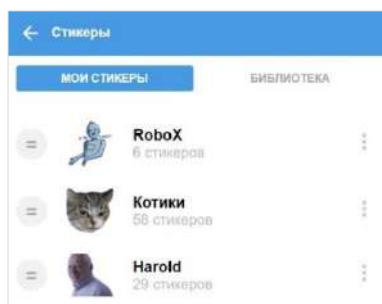 Стикеры
МОИ СТИКЕРЫ
БИБЛИОТЕКА
RoboX
6 стикеров
Котики
58 стикеров
Harold
29 стикеров